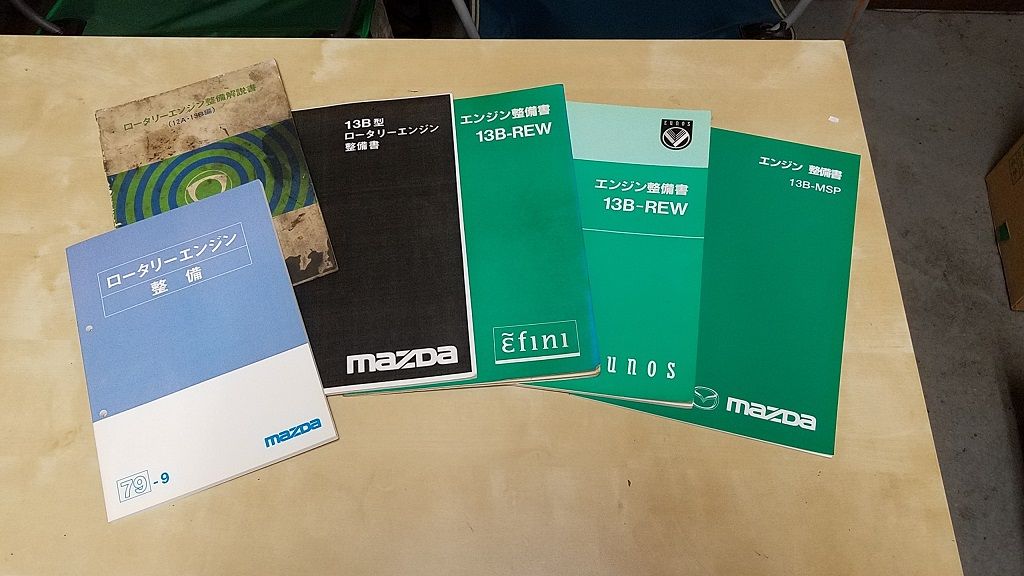 ロータリーエンジン整備解説書
(12A・13B編)
ロータリーエンジン
整備
mazda
79-9
13B型
ロータリーエンジン
整備書
mazda
エンジン整備書
13B-REW
ẽfini
EUNOS
エンジン整備書
13B-REW
eunos
エンジン 整備書
13B-MSP
mazda